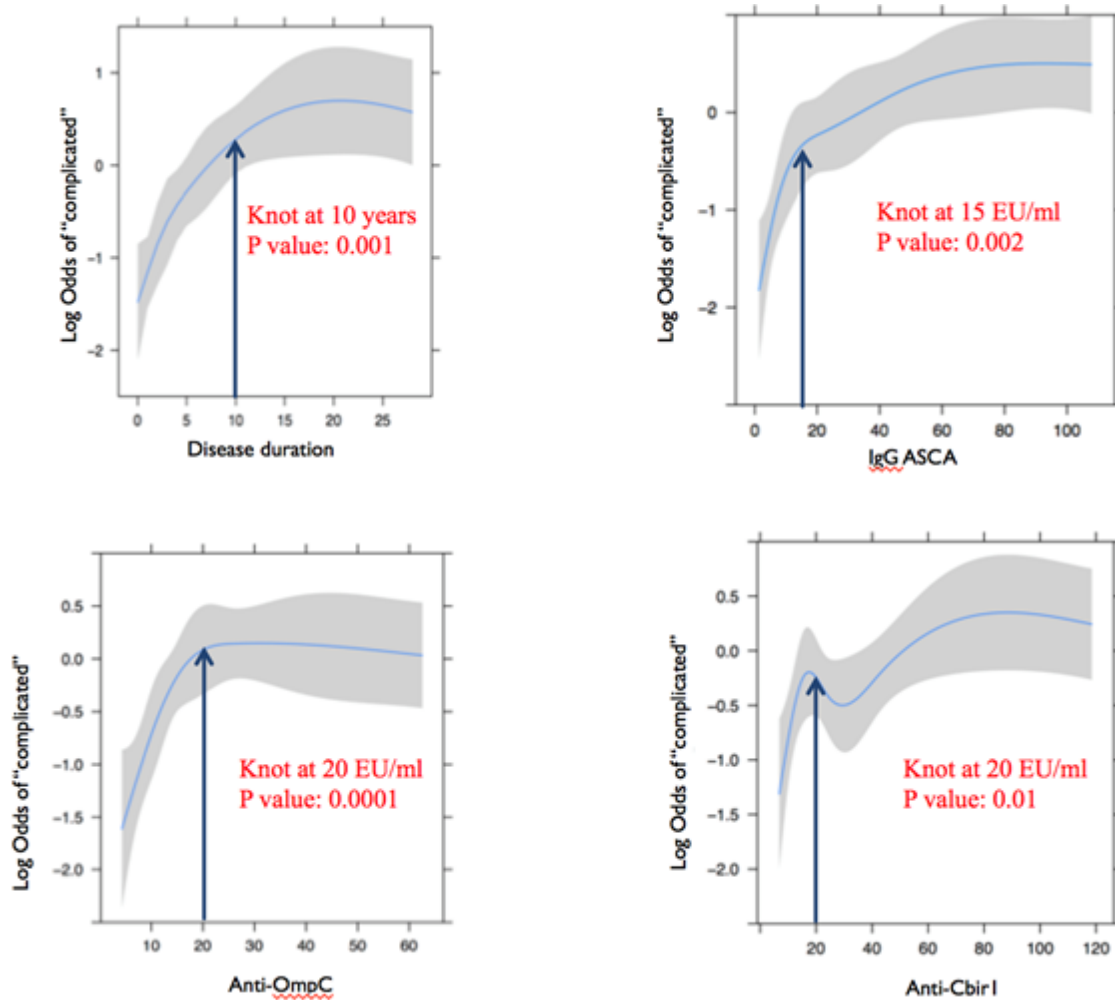 Log Odds of "complicated"
1
0
−1
−2
0 5 10 15 20 25
Disease duration
Knot at 10 years
P value: 0.001
Log Odds of "complicated"
0
−1
−2
0 20 40 60 80 100
IgG ASCA
Knot at 15 EU/ml
P value: 0.002
Log Odds of "complicated"
0.5
0.0
−0.5
−1.0
−1.5
−2.0
10 20 30 40 50 60
Anti-OmpC
Knot at 20 EU/ml
P value: 0.0001
Log Odds of "complicated"
0.5
0.0
−0.5
−1.0
−1.5
−2.0
20 40 60 80 100 120
Anti-Cbir1
Knot at 20 EU/ml
P value: 0.01